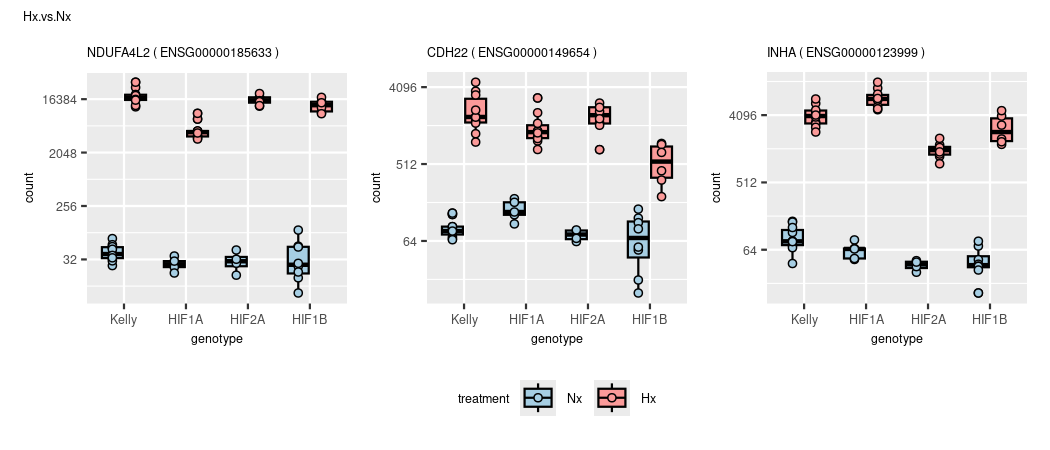 Hx.vs.Nx
NDUFA4L2 ( ENSG00000185633 )
CDH22 ( ENSG00000149654 )
INHA ( ENSG00000123999 )
count
16384
2048
256
32
Kelly
HIF1A
HIF2A
HIF1B
genotype
count
4096
512
64
Kelly
HIF1A
HIF2A
HIF1B
genotype
count
4096
512
64
Kelly
HIF1A
HIF2A
HIF1B
genotype
treatment Nx Hx